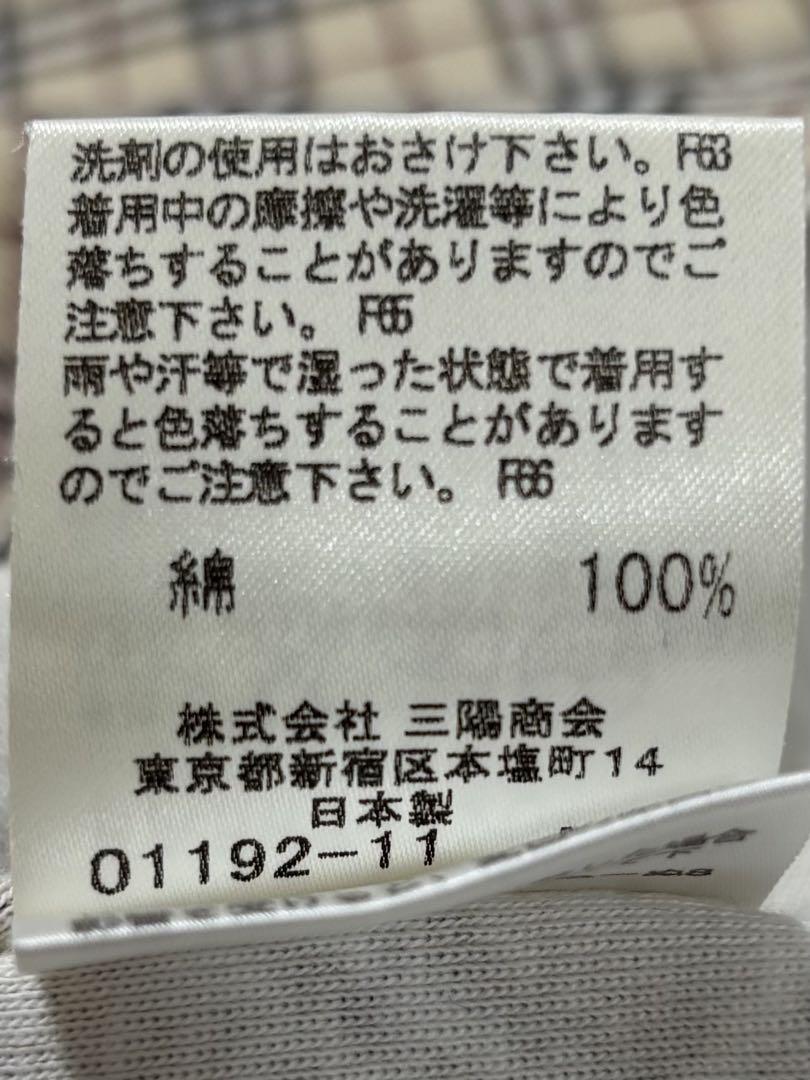 洗剤の使用はおさけ下さい。F63
着用中の摩擦や洗濯等により色
落ちすることがありますのでご
注意下さい。F65
雨や汗等で湿った状態で着用す
ると色落ちすることがあります
のでご注意下さい。F66
綿 100%
株式会社 三陽商会
東京都新宿区本塩町14
日本製
01192-11